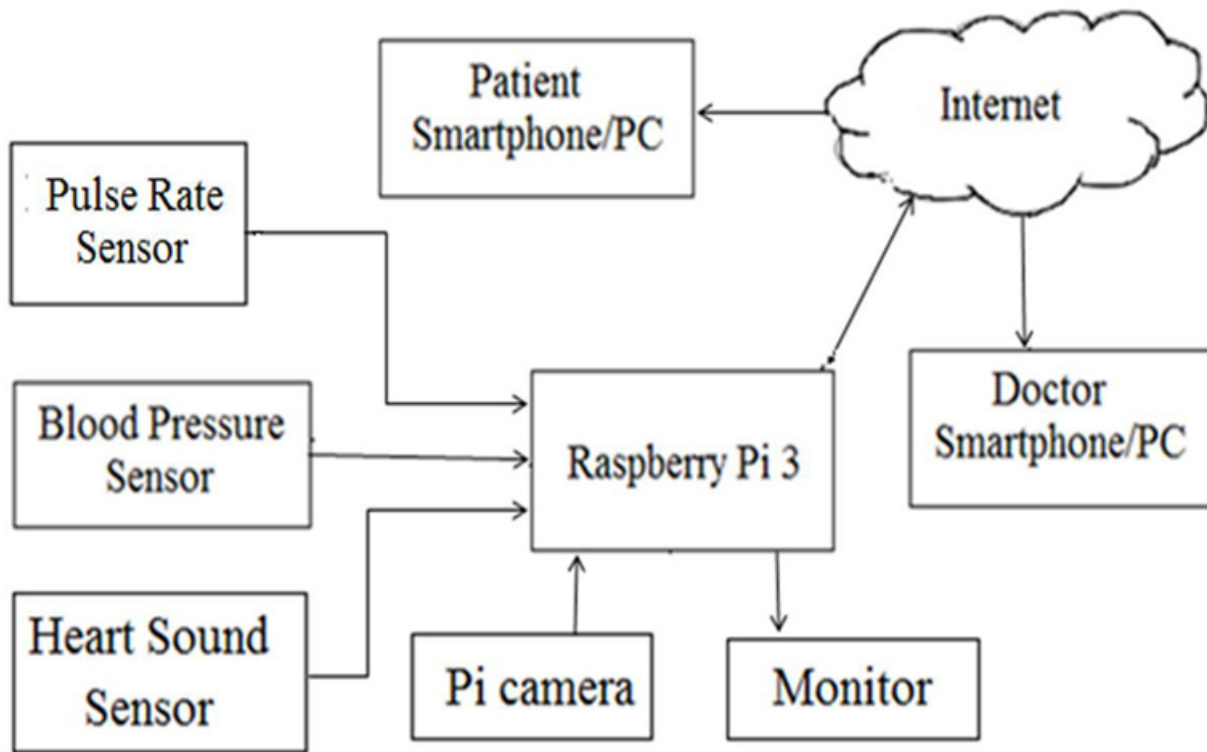 Patient
Smartphone/PC
Internet
Pulse Rate
Sensor
Blood Pressure
Sensor
Raspberry Pi 3
Doctor
Smartphone/PC
Heart Sound
Sensor
Pi camera
Monitor